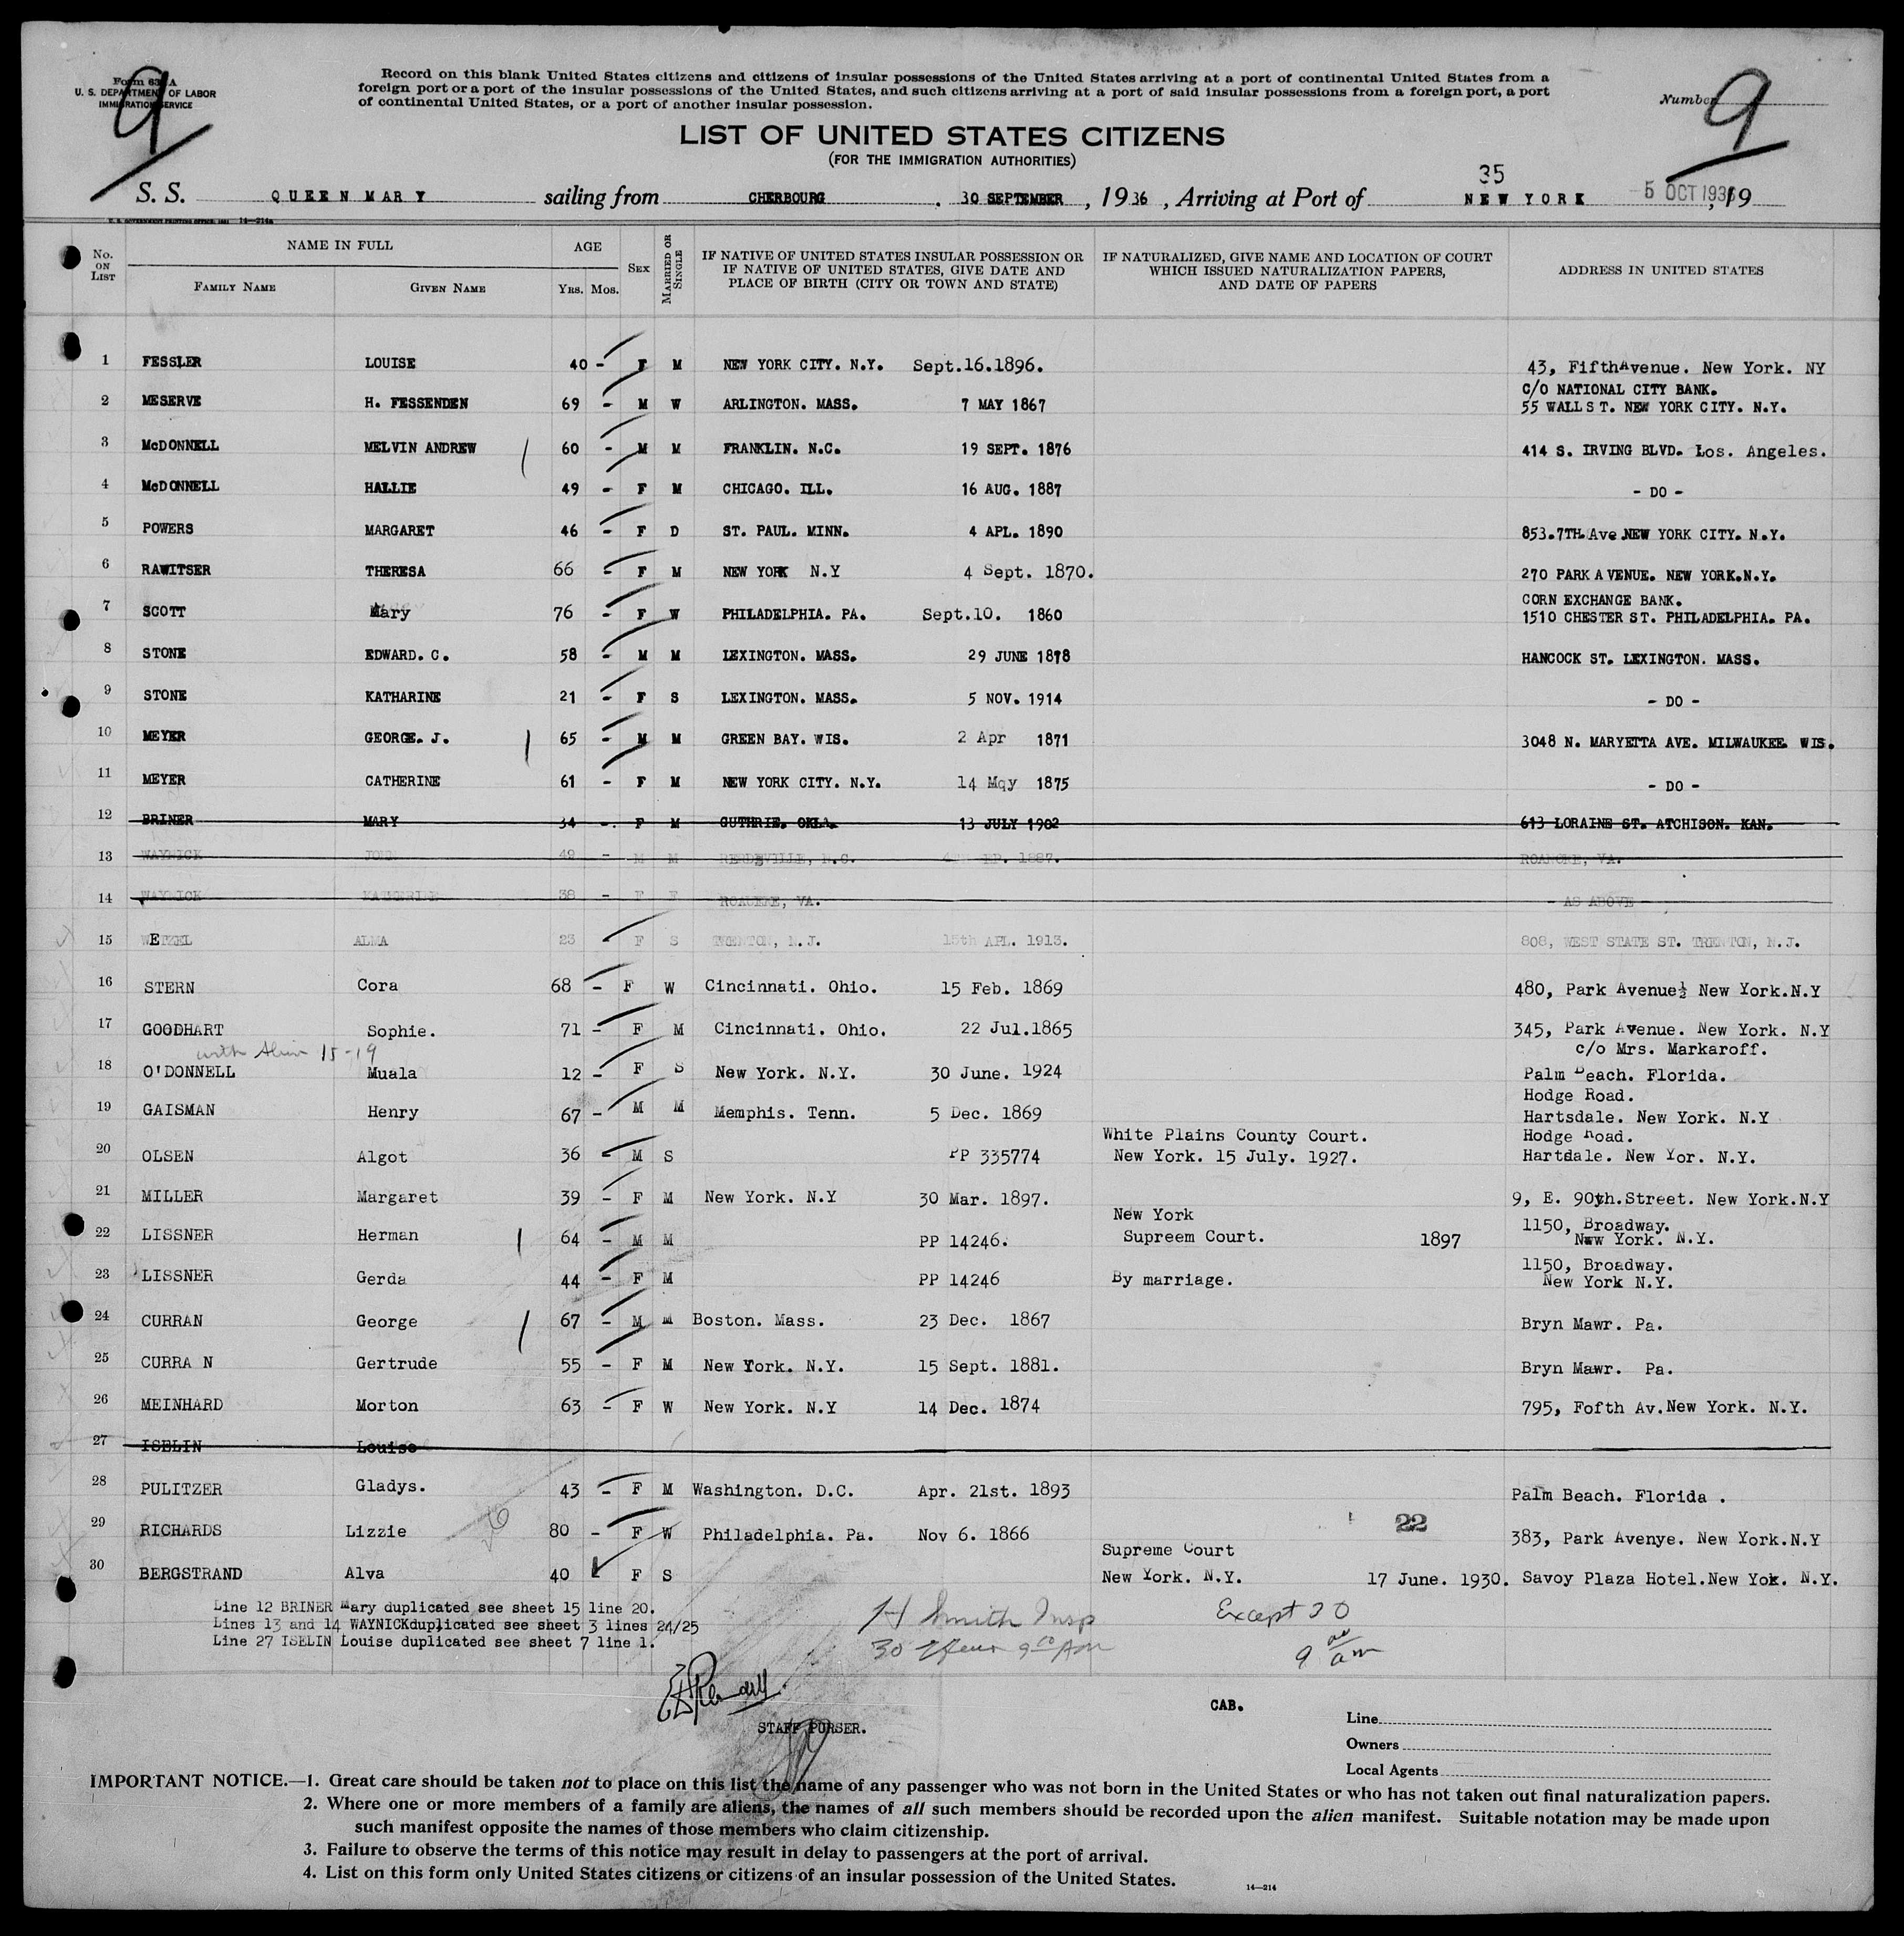 Form 630 A
U. S. DEPARTMENT OF LABOR
IMMIGRATION SERVICE
9
Record on this blank United States citizens and citizens of insular possessions of the United States arriving at a port of continental United States from a
foreign port or a port of the insular possessions of the United States, and such citizens arriving at a port of said insular possessions from a foreign port, a port
of continental United States, or a port of another insular possession.
Number 9
LIST OF UNITED STATES CITIZENS
(FOR THE IMMIGRATION AUTHORITIES)
35
S. S. QUEEN MARY sailing from CHERBOURG . 30 SEPTEMBER , 1936 , Arriving at Port of NEW YORK 5 OCT 1936 , 19
U. S. GOVERNMENT PRINTING OFFICE 14—214a
No. ON LIST NAME IN FULL FAMILY NAME GIVEN NAME AGE YRS. MOS. SEX MARRIED OR SINGLE IF NATIVE OF UNITED STATES INSULAR POSSESSION OR IF NATIVE OF UNITED STATES, GIVE DATE AND PLACE OF BIRTH (CITY OR TOWN AND STATE) IF NATURALIZED, GIVE NAME AND LOCATION OF COURT WHICH ISSUED NATURALIZATION PAPERS, AND DATE OF PAPERS ADDRESS IN UNITED STATES
1 FESSLER LOUISE 40 - F M NEW YORK CITY. N.Y. Sept.16.1896. 43, FifthAvenue. New York. NY
C/O NATIONAL CITY BANK.
2 MESERVE H. FESSENDEN 69 - M W ARLINGTON. MASS. 7 MAY 1867 55 WALL ST. NEW YORK CITY. N.Y.
3 McDONNELL MELVIN ANDREW 60 - M M FRANKLIN. N.C. 19 SEPT. 1876 414 S. IRVING BLVD. Los. Angeles.
4 McDONNELL HALLIE 49 - F M CHICAGO. ILL. 16 AUG. 1887 - DO -
5 POWERS MARGARET 46 - F D ST. PAUL. MINN. 4 APL. 1890 853.7TH.Ave NEW YORK CITY. N.Y.
6 RAWITSER THERESA 66 - F M NEW YORK N.Y 4 Sept. 1870. 270 PARK AVENUE. NEW YORK.N.Y.
CORN EXCHANGE BANK.
7 SCOTT Mary 76 - F W PHILADELPHIA. PA. Sept.10. 1860 1510 CHESTER ST. PHILADELPHIA. PA.
8 STONE EDWARD. C. 58 - M M LEXINGTON. MASS. 29 JUNE 1878 HANCOCK ST. LEXINGTON. MASS.
9 STONE KATHARINE 21 - F S LEXINGTON. MASS. 5 NOV. 1914 - DO -
10 MEYER GEORGE. J. 65 - M M GREEN BAY. WIS. 2 Apr 1871 3048 N. MARYETTA AVE. MILWAUKEE. WIS.
11 MEYER CATHERINE 61 - F M NEW YORK CITY. N.Y. 14 Mqy 1875 - DO -
12 BRINER MARY 34 -. F M GUTHRIE. OKLA. 13 JULY 1902 613 LORAINE ST. ATCHISON. KAN.
13 WAYNICK JOHN 49 - M M N.C. 1887. ROANOKE, VA.
14 WAYNICK KATHERINE 38 - F F VA. - AS ABOVE -
15 WETZEL ALMA 23 - F S TRENTON, N.J. 15th APL. 1913. 808, WEST STATE ST. TRENTON, N.J.
16 STERN Cora 68 - F W Cincinnati. Ohio. 15 Feb. 1869 480, Park Avenue½ New York.N.Y
17 GOODHART Sophie. 71 - F M Cincinnati. Ohio. 22 Jul.1865 345, Park Avenue. New York. N.Y
with Alien 15-19 c/o Mrs. Markaroff.
18 O'DONNELL Muala 12 - F S New York. N.Y. 30 June. 1924 Palm Beach. Florida.
Hodge Road.
19 GAISMAN Henry 67 - M M Memphis. Tenn. 5 Dec. 1869 Hartsdale. New York. N.Y
White Plains County Court. Hodge Road.
20 OLSEN Algot 36 - M S PP 335774 New York. 15 July. 1927. Hartdale. New Yor. N.Y.
21 MILLER Margaret 39 - F M New York. N.Y 30 Mar. 1897. 9, E. 90th.Street. New York.N.Y
New York 1150, Broadway.
22 LISSNER Herman 64 - M M PP 14246. Supreem Court. 1897 New York. N.Y.
1150, Broadway.
23 LISSNER Gerda 44 - F M PP 14246 By marriage. New York N.Y.
24 CURRAN George 67 - M M Boston. Mass. 23 Dec. 1867 Bryn Mawr. Pa.
25 CURRA N Gertrude 55 - F M New York. N.Y. 15 Sept. 1881. Bryn Mawr. Pa.
26 MEINHARD Morton 63 - F W New York. N.Y 14 Dec. 1874 795, Fofth Av.New York. N.Y.
27 ISELIN Louise
28 PULITZER Gladys. 43 - F M Washington. D.C. Apr. 21st. 1893 Palm Beach. Florida .
22
29 RICHARDS Lizzie 80 - F W Philadelphia. Pa. Nov 6. 1866 383, Park Avenye. New York.N.Y
Supreme Court
30 BERGSTRAND Alva 40 F S New York. N.Y. 17 June. 1930. Savoy Plaza Hotel.New Yok. N.Y.
Line 12 BRINER Mary duplicated see sheet 15 line 20.
Lines 13 and 14 WAYNICKduplicated see sheet 3 lines 24/25
Line 27 ISELIN Louise duplicated see sheet 7 line 1.
H Smith Insp
Except 30
9 00 am
STAFF PURSER.
CAB.
Line
Owners
Local Agents
IMPORTANT NOTICE.—1. Great care should be taken not to place on this list the name of any passenger who was not born in the United States or who has not taken out final naturalization papers.
2. Where one or more members of a family are aliens, the names of all such members should be recorded upon the alien manifest. Suitable notation may be made upon
such manifest opposite the names of those members who claim citizenship.
3. Failure to observe the terms of this notice may result in delay to passengers at the port of arrival.
4. List on this form only United States citizens or citizens of an insular possession of the United States.
14—214